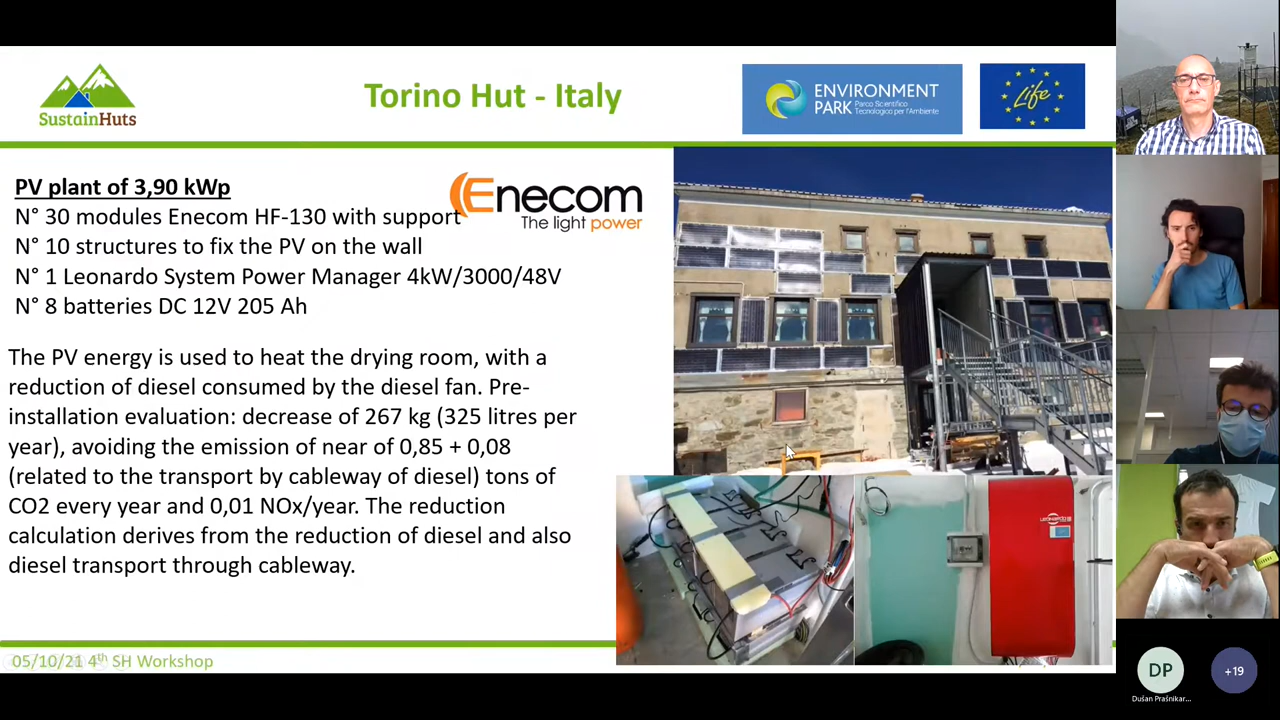 SustainHuts
Torino Hut - Italy
ENVIRONMENT
PARK
Parco Scientifico
Tecnologico per l'Ambiente
Life
PV plant of 3,90 kWp
Enecom
The light power
N° 30 modules Enecom HF-130 with support
N° 10 structures to fix the PV on the wall
N° 1 Leonardo System Power Manager 4kW/3000/48V
N° 8 batteries DC 12V 205 Ah
The PV energy is used to heat the drying room, with a
reduction of diesel consumed by the diesel fan. Pre-
installation evaluation: decrease of 267 kg (325 litres per
year), avoiding the emission of near of 0,85 + 0,08
(related to the transport by cableway of diesel) tons of
CO2 every year and 0,01 NOx/year. The reduction
calculation derives from the reduction of diesel and also
diesel transport through cableway.
05/10/21 4th SH Workshop
DP
Dušan Prašnikar...
+19